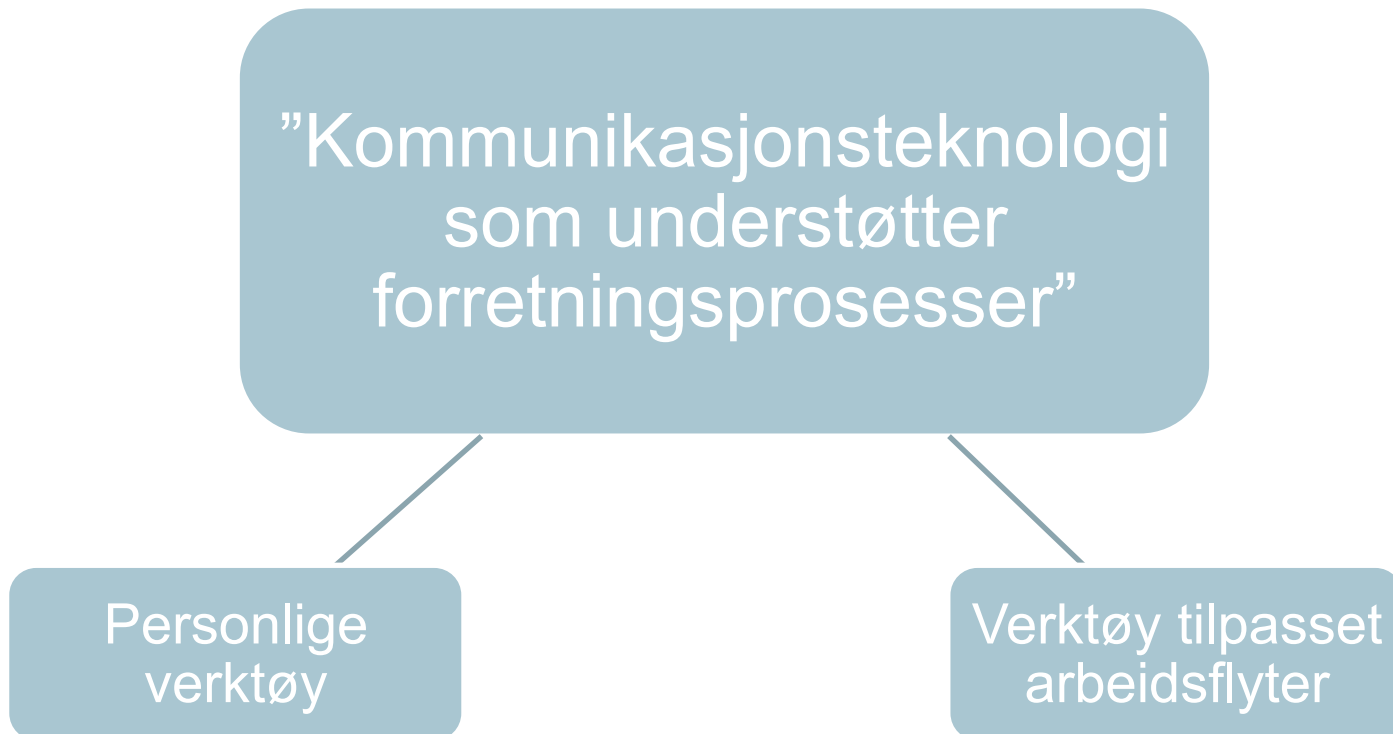 ”Kommunikasjonsteknologi
som understøtter
forretningsprosesser”
Personlige
verktøy
Verktøy tilpasset
arbeidsflyter